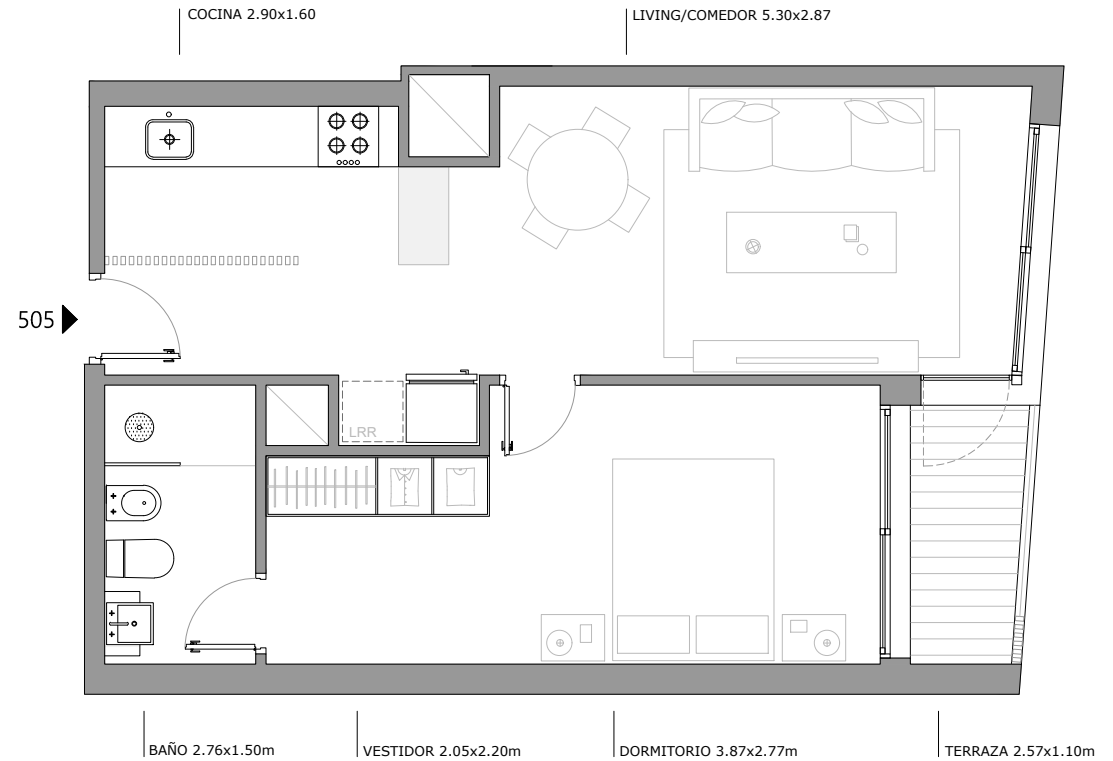 COCINA 2.90x1.60
LIVING/COMEDOR 5.30x2.87
505
LRR
BAÑO 2.76x1.50m
VESTIDOR 2.05x2.20m
DORMITORIO 3.87x2.77m
TERRAZA 2.57x1.10m